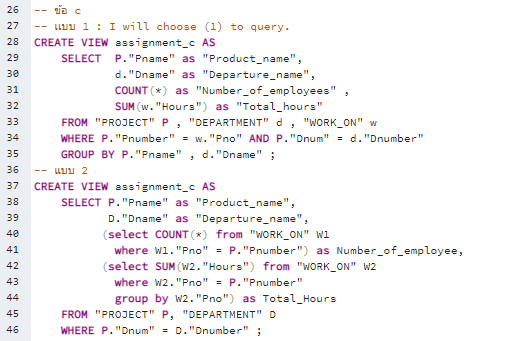 26 -- ข้อ c
27 -- แบบ 1 : I will choose (1) to query.
28 CREATE VIEW assignment_c AS
29 SELECT P."Pname" as "Product_name",
30 d."Dname" as "Departure_name",
31 COUNT(*) as "Number_of_employees" ,
32 SUM(w."Hours") as "Total_hours"
33 FROM "PROJECT" P , "DEPARTMENT" d , "WORK_ON" w
34 WHERE P."Pnumber" = w."Pno" AND P."Dnum" = d."Dnumber"
35 GROUP BY P."Pname" , d."Dname" ;
36 -- แบบ 2
37 CREATE VIEW assignment_c AS
38 SELECT P."Pname" as "Product_name",
39 D."Dname" as "Departure_name",
40 (select COUNT(*) from "WORK_ON" W1
41 where W1."Pno" = P."Pnumber") as Number_of_employee,
42 (select SUM(W2."Hours") from "WORK_ON" W2
43 where W2."Pno" = P."Pnumber"
44 group by W2."Pno") as Total_Hours
45 FROM "PROJECT" P, "DEPARTMENT" D
46 WHERE P."Dnum" = D."Dnumber" ;